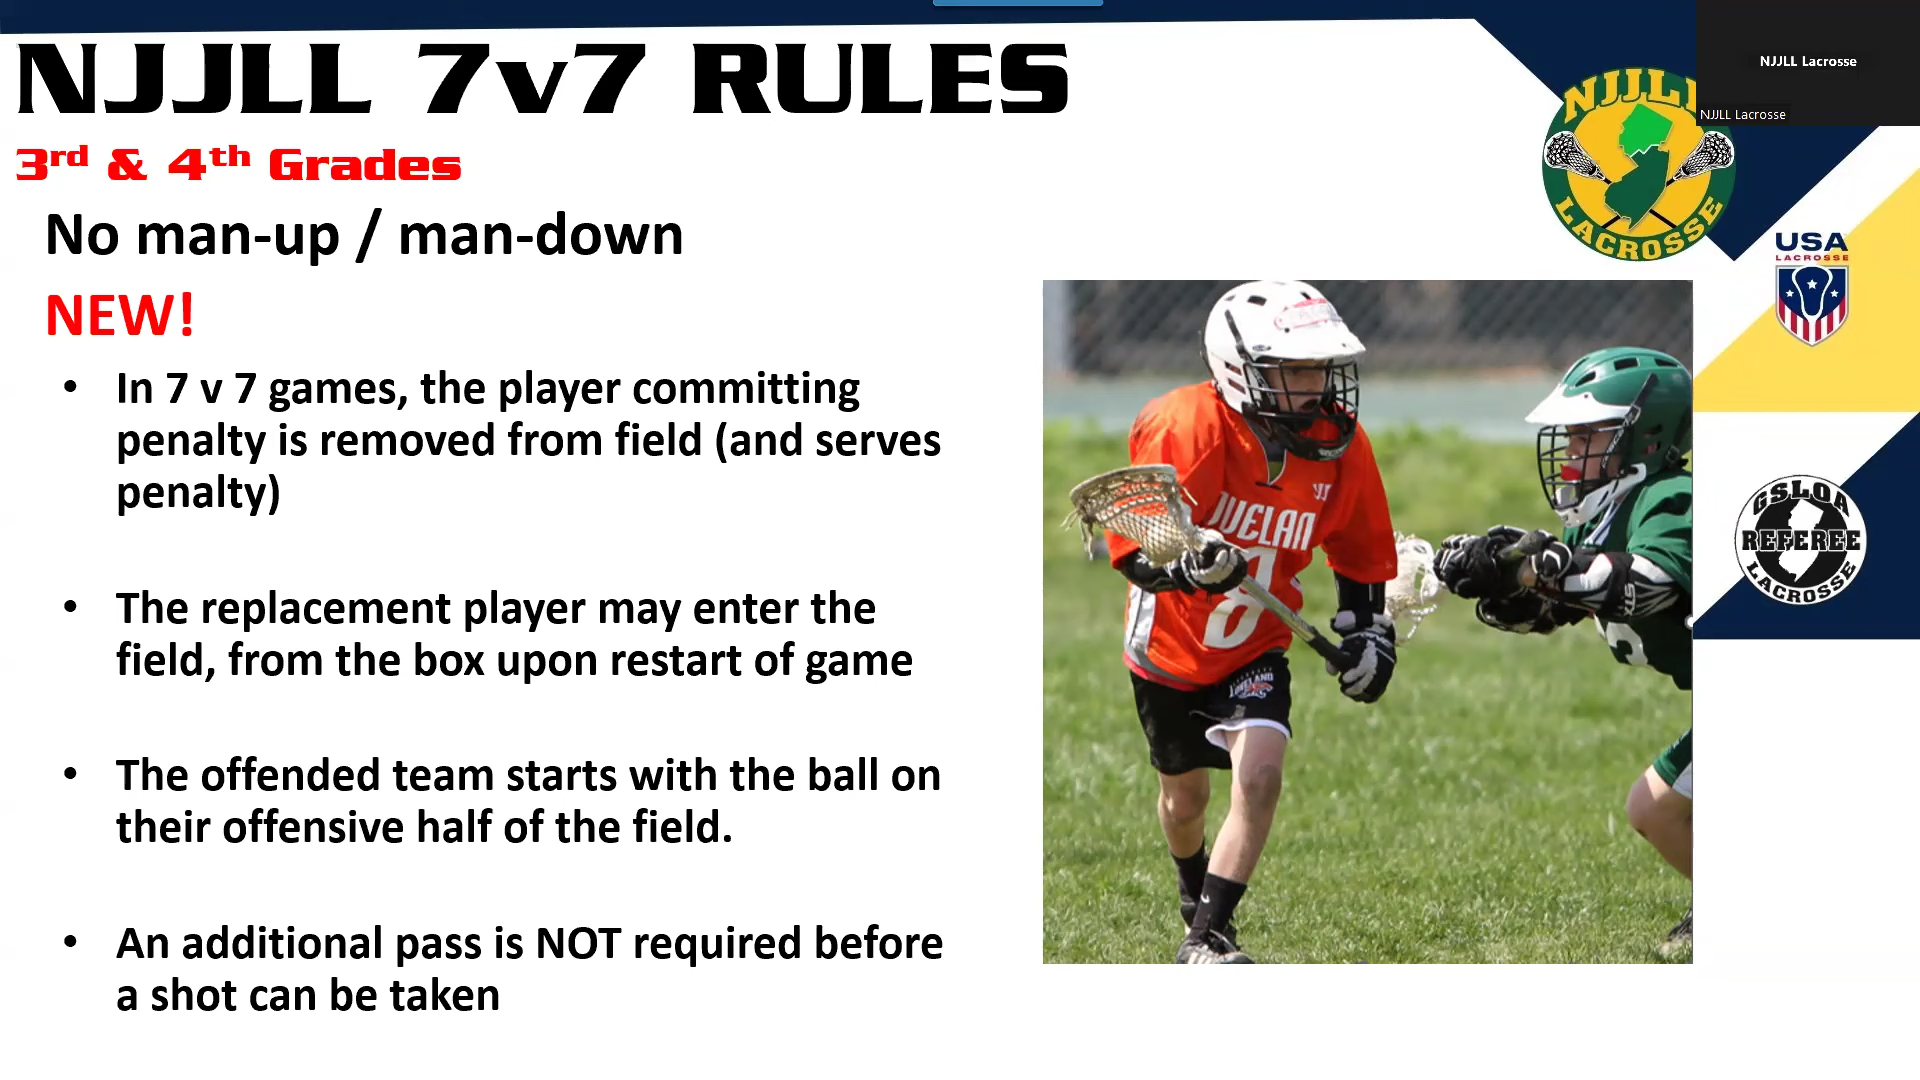 NJJLL 7v7 RULES
3rd & 4th Grades
No man-up / man-down
NEW!
• In 7 v 7 games, the player committing
penalty is removed from field (and serves
penalty)
• The replacement player may enter the
field, from the box upon restart of game
• The offended team starts with the ball on
their offensive half of the field.
• An additional pass is NOT required before
a shot can be taken
NJJLL Lacrosse
NJJLL Lacrosse
NJJLL
LACROSSE
USA
LACROSSE
GSLOA
REFEREE
LACROSSE
8
STX